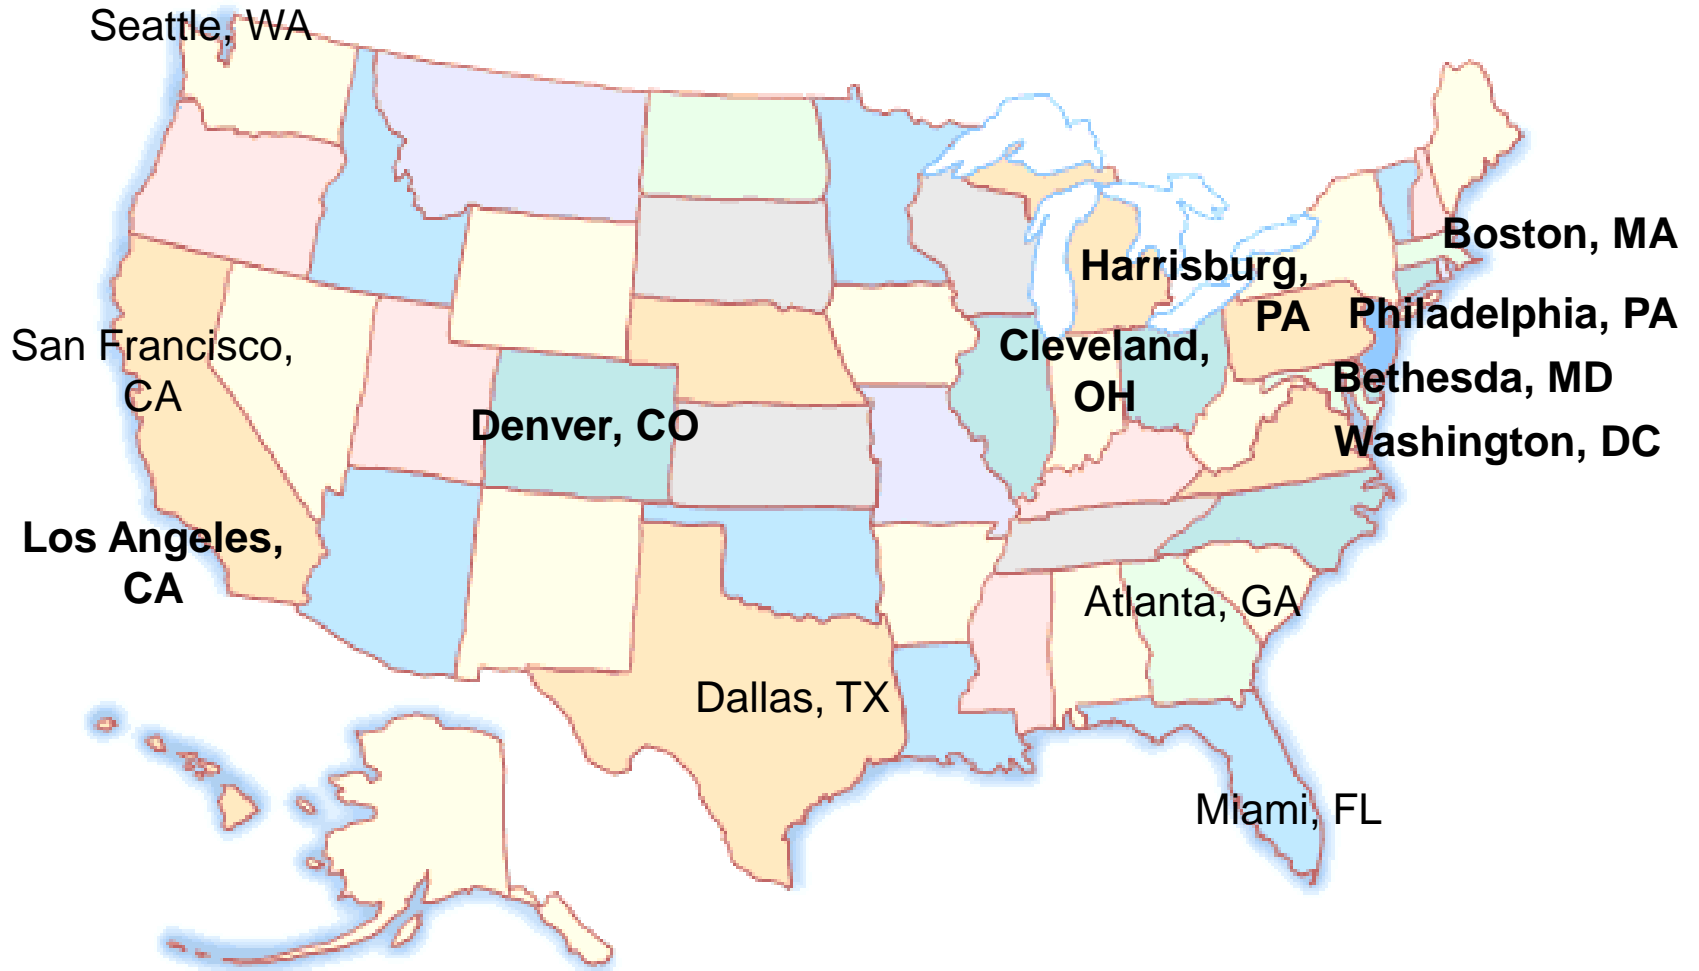 Seattle, WA
Boston, MA
Harrisburg,
PA
Philadelphia, PA
San Francisco,
CA
Cleveland,
OH
Bethesda, MD
Denver, CO
Washington, DC
Los Angeles,
CA
Atlanta, GA
Dallas, TX
Miami, FL